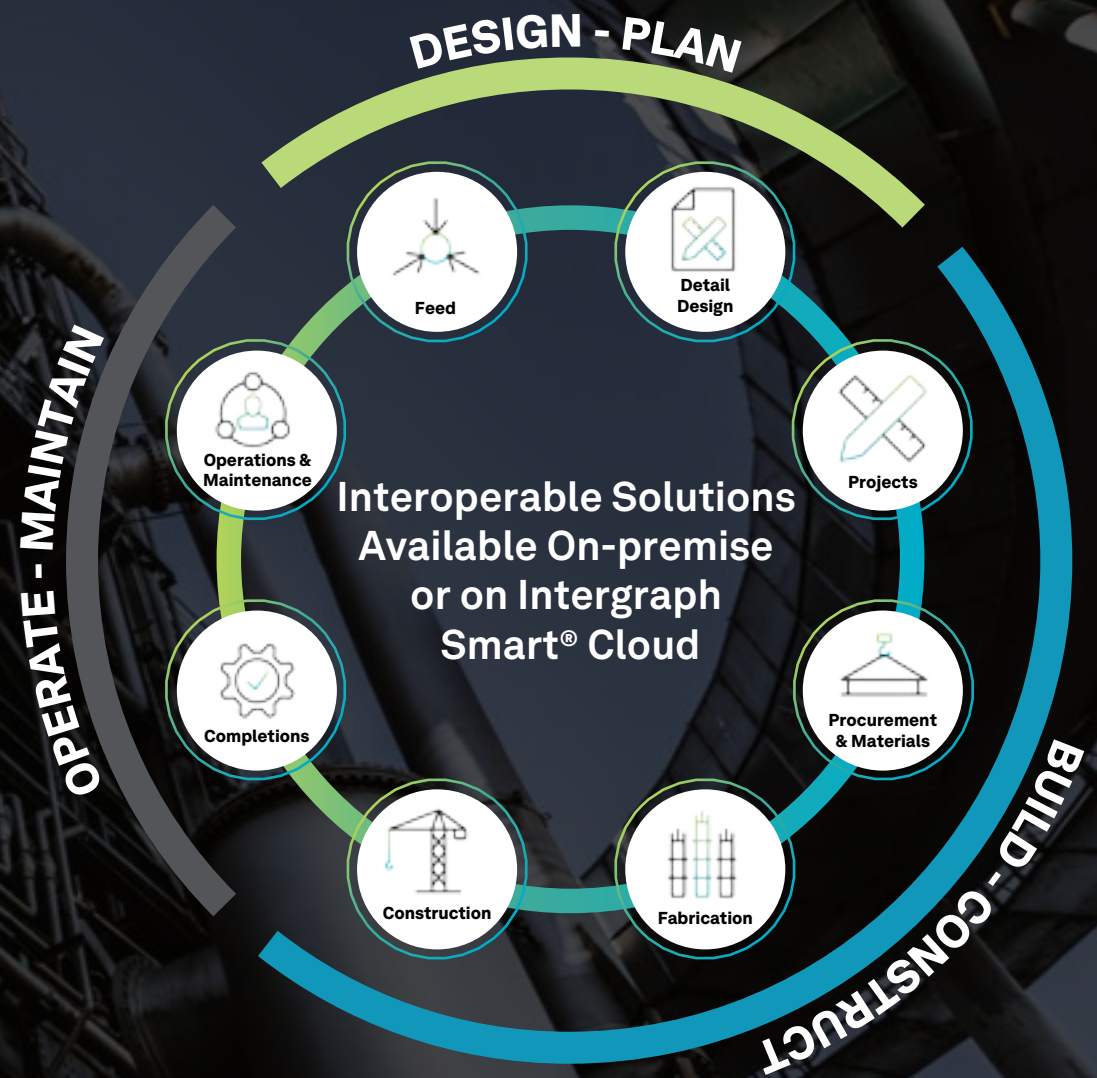 DESIGN - PLAN
Feed
Detail
Design
Operations &
Maintenance
Projects
Interoperable Solutions
Available On-premise
or on Intergraph
Smart® Cloud
Completions
Procurement
& Materials
Construction
Fabrication
OPERATE - MAINTAIN
BUILD - CONSTRUCT